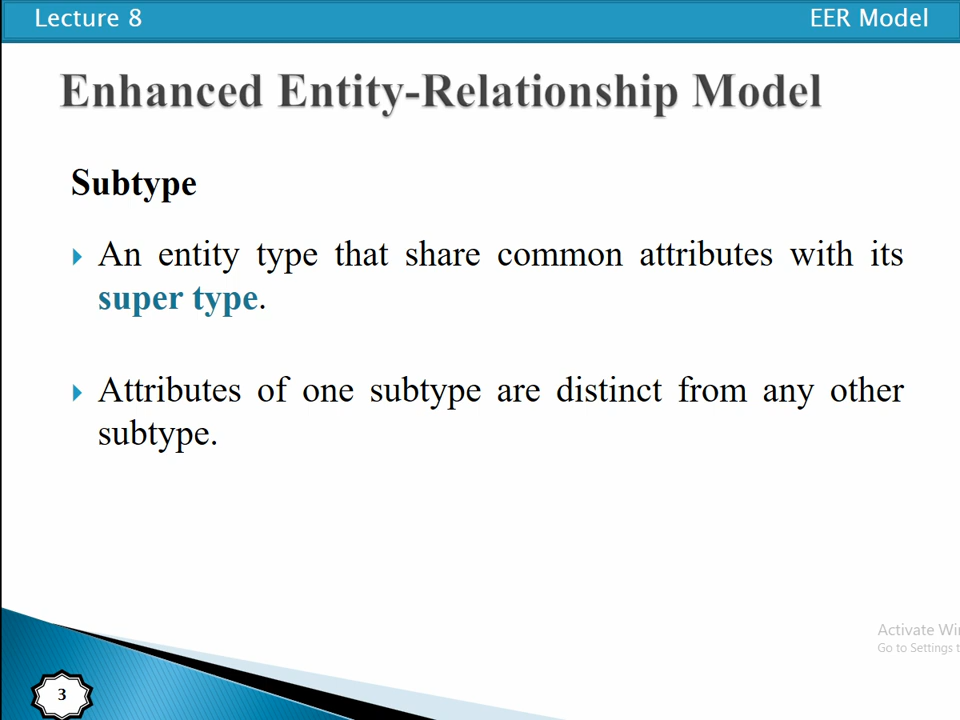 Lecture 8
EER Model
Enhanced Entity-Relationship Model
Subtype
An entity type that share common attributes with its
super type.
Attributes of one subtype are distinct from any other
subtype.
Activate Wi
Go to Settings t
3